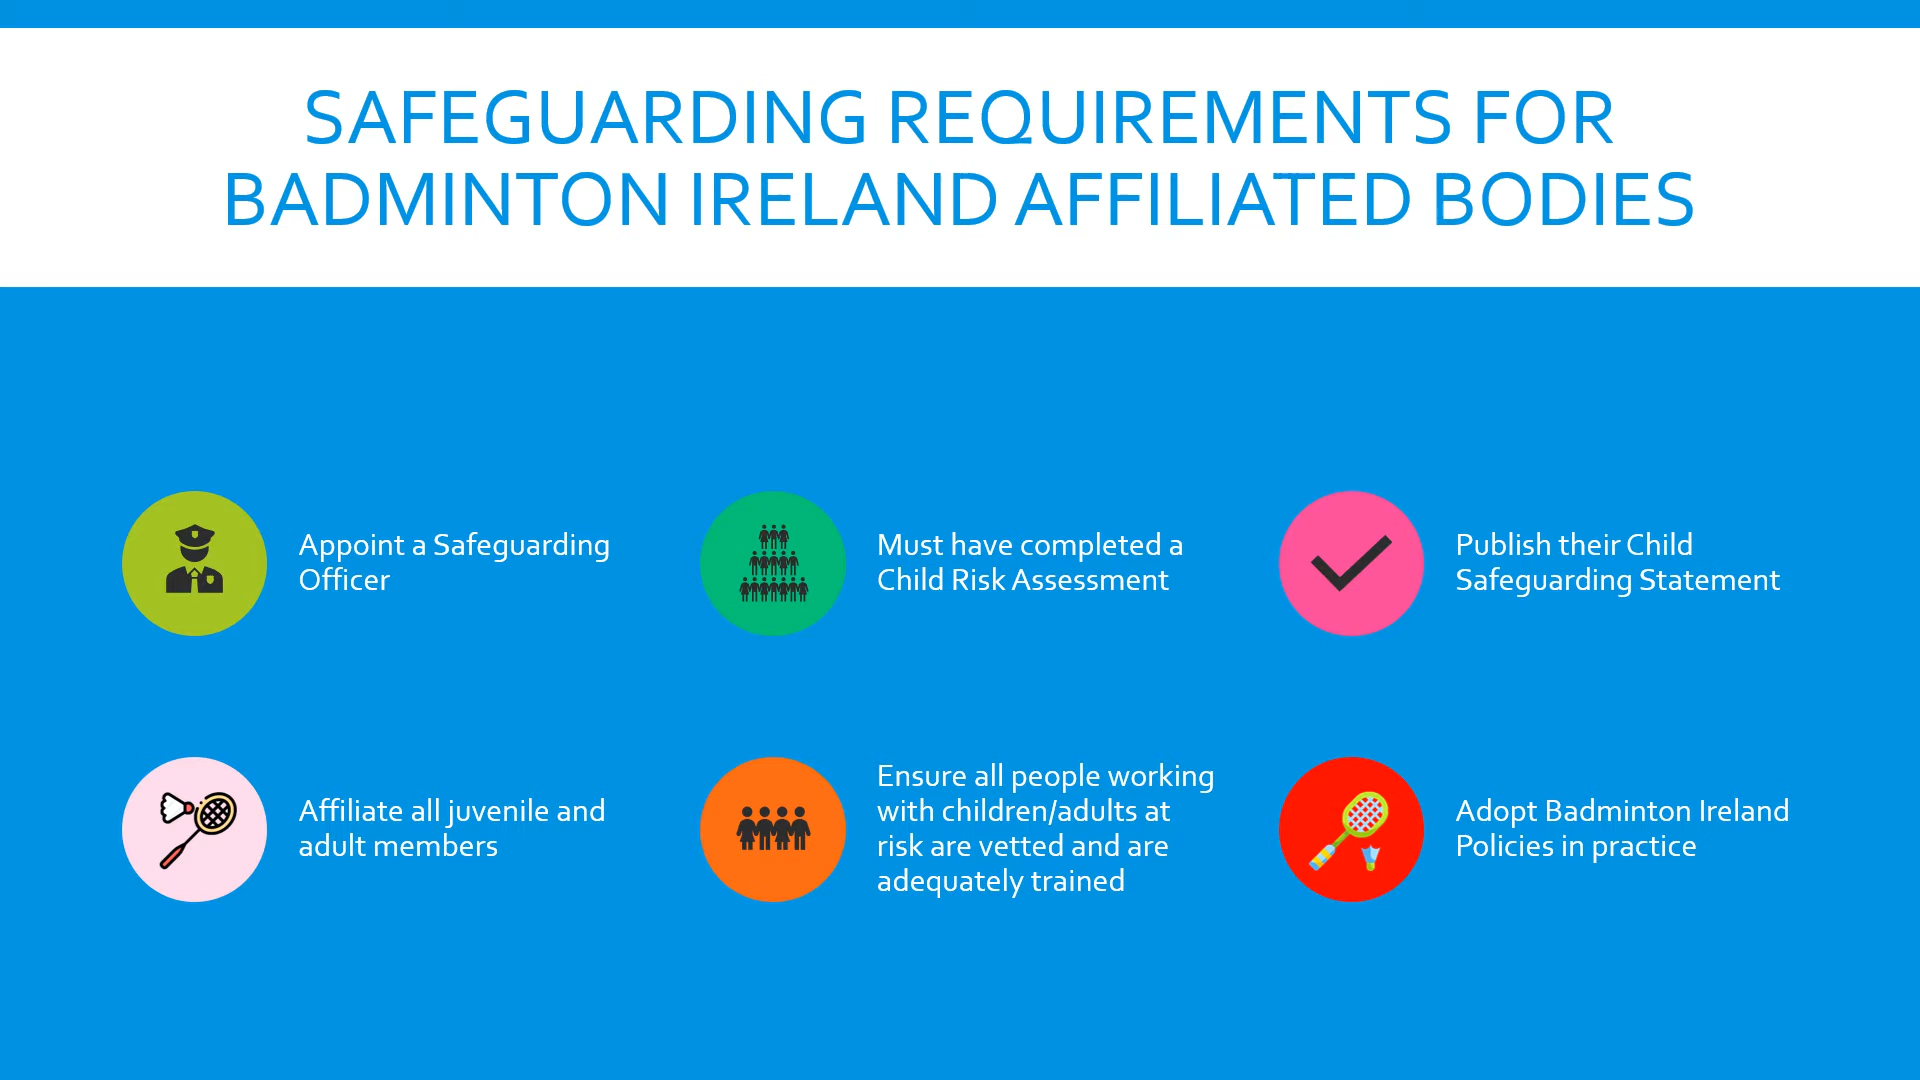 SAFEGUARDING REQUIREMENTS FOR
BADMINTON IRELAND AFFILIATED BODIES
Appoint a Safeguarding
Officer
Must have completed a
Child Risk Assessment
Publish their Child
Safeguarding Statement
Affiliate all juvenile and
adult members
Ensure all people working
with children/adults at
risk are vetted and are
adequately trained
Adopt Badminton Ireland
Policies in practice